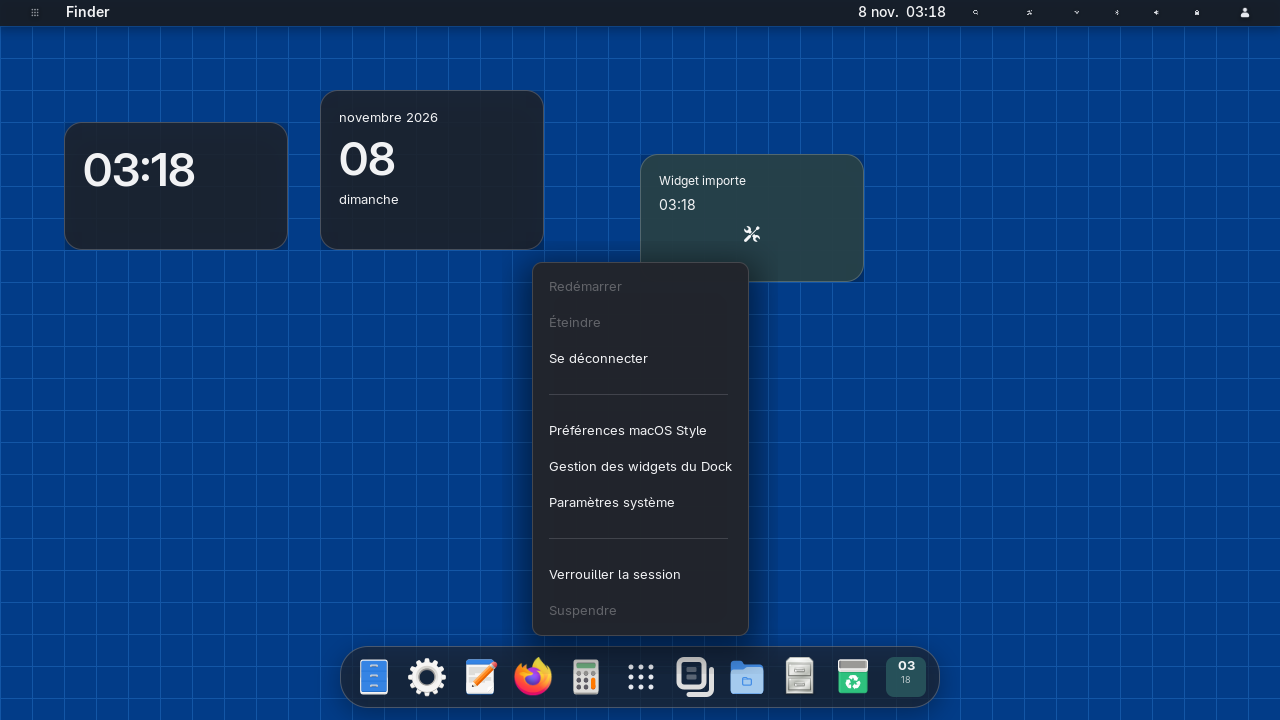 Finder
8 nov. 03:18
03:18
novembre 2026
08
dimanche
Widget importe
03:18
Redémarrer
Éteindre
Se déconnecter
Préférences macOS Style
Gestion des widgets du Dock
Paramètres système
Verrouiller la session
Suspendre
03
18